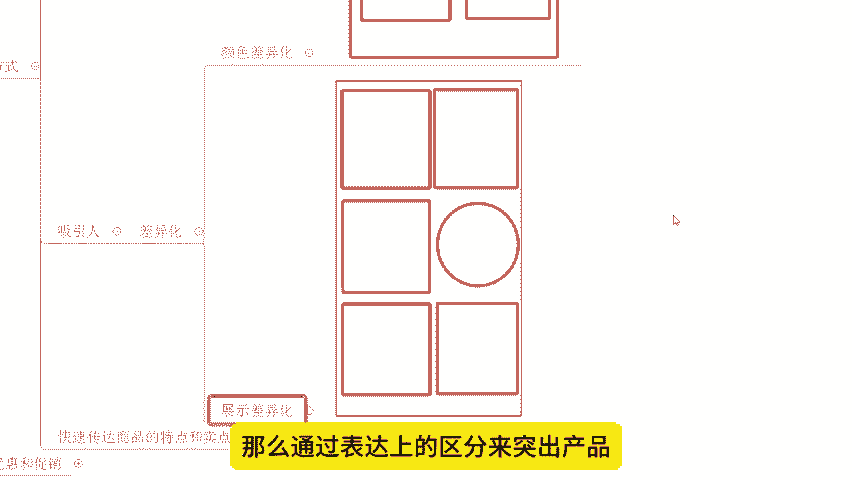 颜色差异化
方式
吸引人 差异化
展示差异化
快速传达商品的特点和卖点
优惠和促销
那么通过表达上的区分来突出产品